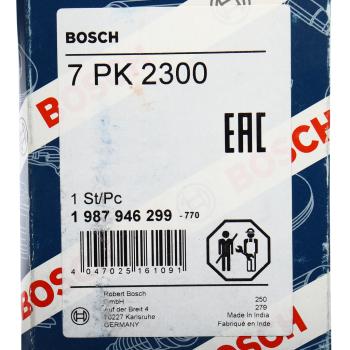 BOSCH
7 PK 2300
EAC
1 St/Pc
1 987 946 299 -770
4 047025 161091
Robert Bosch
GmbH
Auf der Breit 4
76227 Karlsruhe
GERMANY
250
279
Made in India
Fabriqué en Inde
BOSCH
BOSCH
BOSCH